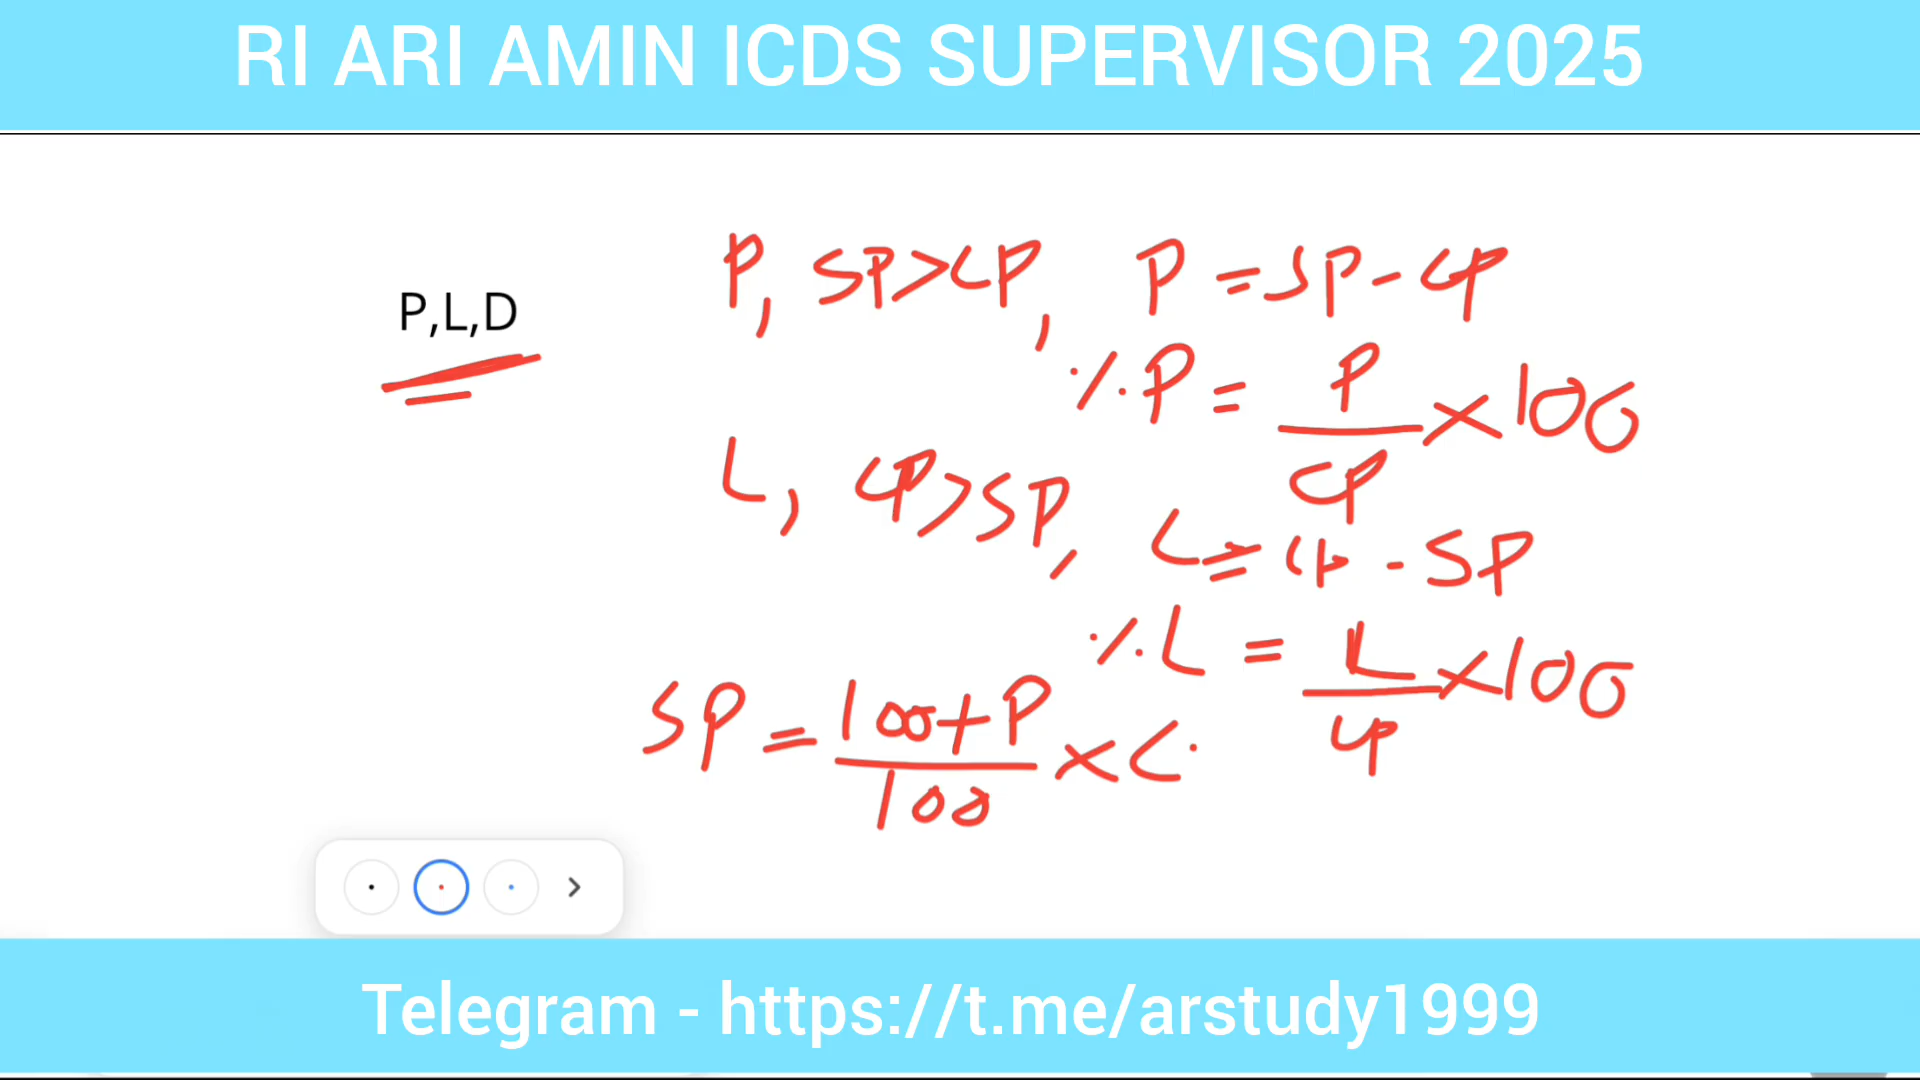 RI ARI AMIN ICDS SUPERVISOR 2025
P, SP>CP, P = SP - CP
P,L,D
%P = P/CP × 100
L, CP>SP, L = CP - SP
%L = L/CP × 100
SP = 100+P/100 × C
Telegram - https://t.me/arstudy1999